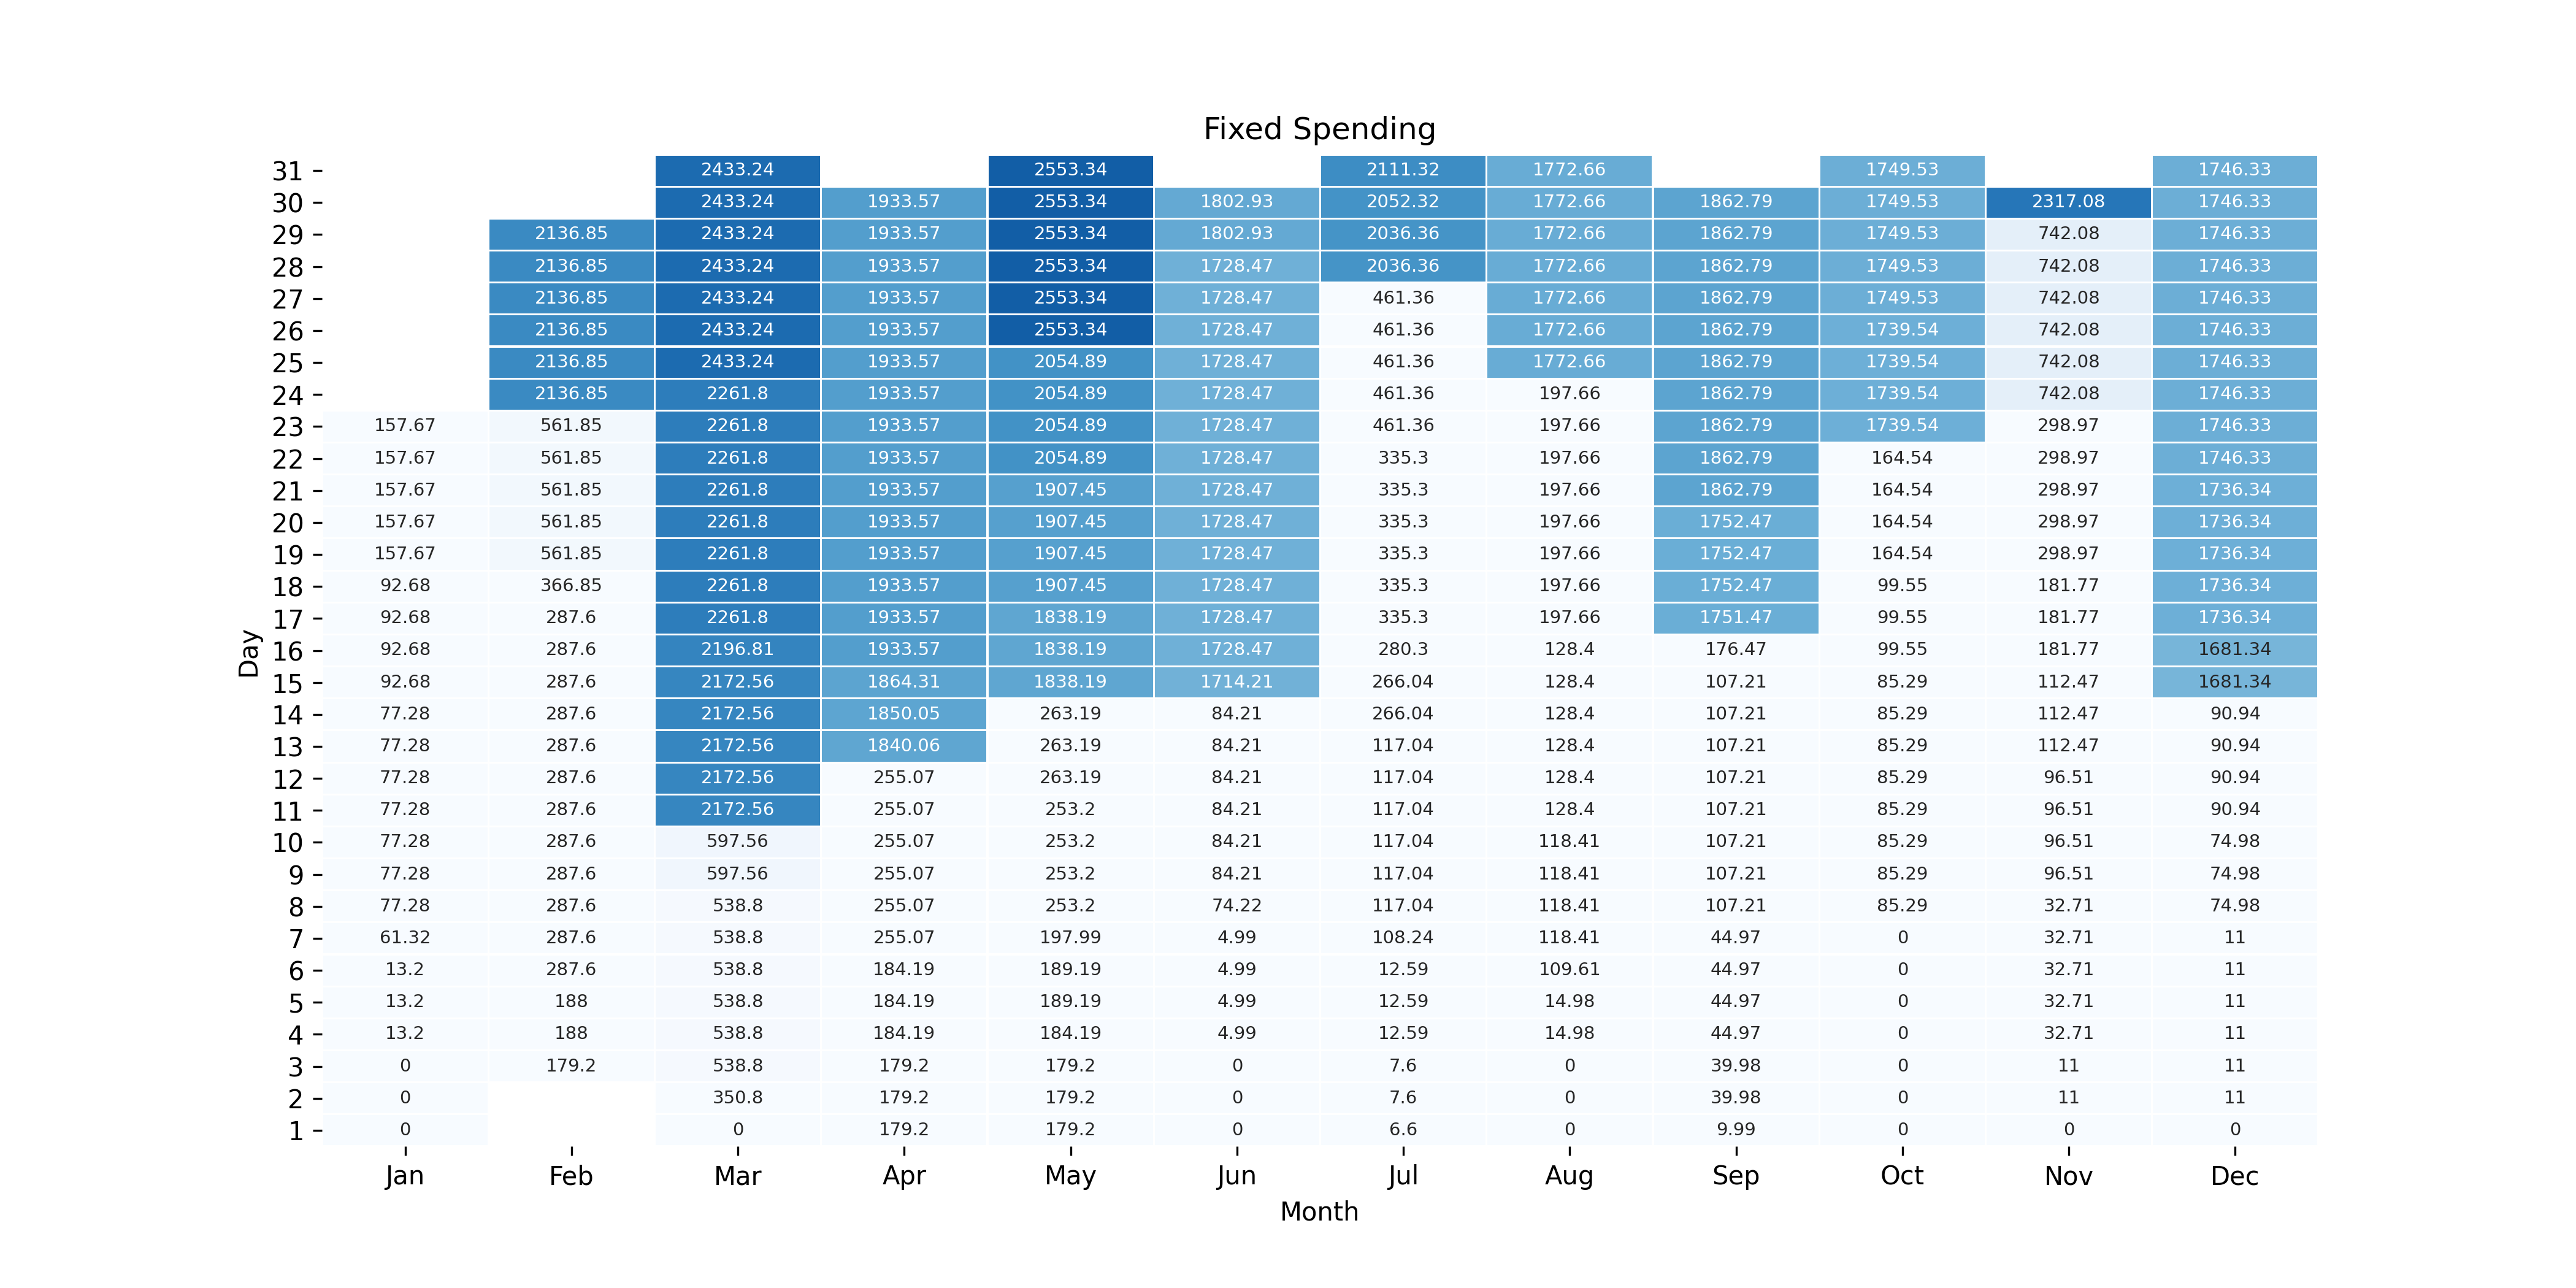 Fixed Spending
31 2433.24 2553.34 2111.32 1772.66 1749.53 1746.33
30 2433.24 1933.57 2553.34 1802.93 2052.32 1772.66 1862.79 1749.53 2317.08 1746.33
29 2136.85 2433.24 1933.57 2553.34 1802.93 2036.36 1772.66 1862.79 1749.53 742.08 1746.33
28 2136.85 2433.24 1933.57 2553.34 1728.47 2036.36 1772.66 1862.79 1749.53 742.08 1746.33
27 2136.85 2433.24 1933.57 2553.34 1728.47 461.36 1772.66 1862.79 1749.53 742.08 1746.33
26 2136.85 2433.24 1933.57 2553.34 1728.47 461.36 1772.66 1862.79 1739.54 742.08 1746.33
25 2136.85 2433.24 1933.57 2054.89 1728.47 461.36 1772.66 1862.79 1739.54 742.08 1746.33
24 2136.85 2261.8 1933.57 2054.89 1728.47 461.36 197.66 1862.79 1739.54 742.08 1746.33
23 157.67 561.85 2261.8 1933.57 2054.89 1728.47 461.36 197.66 1862.79 1739.54 298.97 1746.33
22 157.67 561.85 2261.8 1933.57 2054.89 1728.47 335.3 197.66 1862.79 164.54 298.97 1746.33
21 157.67 561.85 2261.8 1933.57 1907.45 1728.47 335.3 197.66 1862.79 164.54 298.97 1736.34
20 157.67 561.85 2261.8 1933.57 1907.45 1728.47 335.3 197.66 1752.47 164.54 298.97 1736.34
19 157.67 561.85 2261.8 1933.57 1907.45 1728.47 335.3 197.66 1752.47 164.54 298.97 1736.34
18 92.68 366.85 2261.8 1933.57 1907.45 1728.47 335.3 197.66 1752.47 99.55 181.77 1736.34
17 92.68 287.6 2261.8 1933.57 1838.19 1728.47 335.3 197.66 1751.47 99.55 181.77 1736.34
16 92.68 287.6 2196.81 1933.57 1838.19 1728.47 280.3 128.4 176.47 99.55 181.77 1681.34
15 92.68 287.6 2172.56 1864.31 1838.19 1714.21 266.04 128.4 107.21 85.29 112.47 1681.34
14 77.28 287.6 2172.56 1850.05 263.19 84.21 266.04 128.4 107.21 85.29 112.47 90.94
13 77.28 287.6 2172.56 1840.06 263.19 84.21 117.04 128.4 107.21 85.29 112.47 90.94
12 77.28 287.6 2172.56 255.07 263.19 84.21 117.04 128.4 107.21 85.29 96.51 90.94
11 77.28 287.6 2172.56 255.07 253.2 84.21 117.04 128.4 107.21 85.29 96.51 90.94
10 77.28 287.6 597.56 255.07 253.2 84.21 117.04 118.41 107.21 85.29 96.51 74.98
9 77.28 287.6 597.56 255.07 253.2 84.21 117.04 118.41 107.21 85.29 96.51 74.98
8 77.28 287.6 538.8 255.07 253.2 74.22 117.04 118.41 107.21 85.29 32.71 74.98
7 61.32 287.6 538.8 255.07 197.99 4.99 108.24 118.41 44.97 0 32.71 11
6 13.2 287.6 538.8 184.19 189.19 4.99 12.59 109.61 44.97 0 32.71 11
5 13.2 188 538.8 184.19 189.19 4.99 12.59 14.98 44.97 0 32.71 11
4 13.2 188 538.8 184.19 184.19 4.99 12.59 14.98 44.97 0 32.71 11
3 0 179.2 538.8 179.2 179.2 0 7.6 0 39.98 0 11 11
2 0 350.8 179.2 179.2 0 7.6 0 39.98 0 11 11
1 0 0 179.2 179.2 0 6.6 0 9.99 0 0 0
Day
Jan Feb Mar Apr May Jun Jul Aug Sep Oct Nov Dec
Month